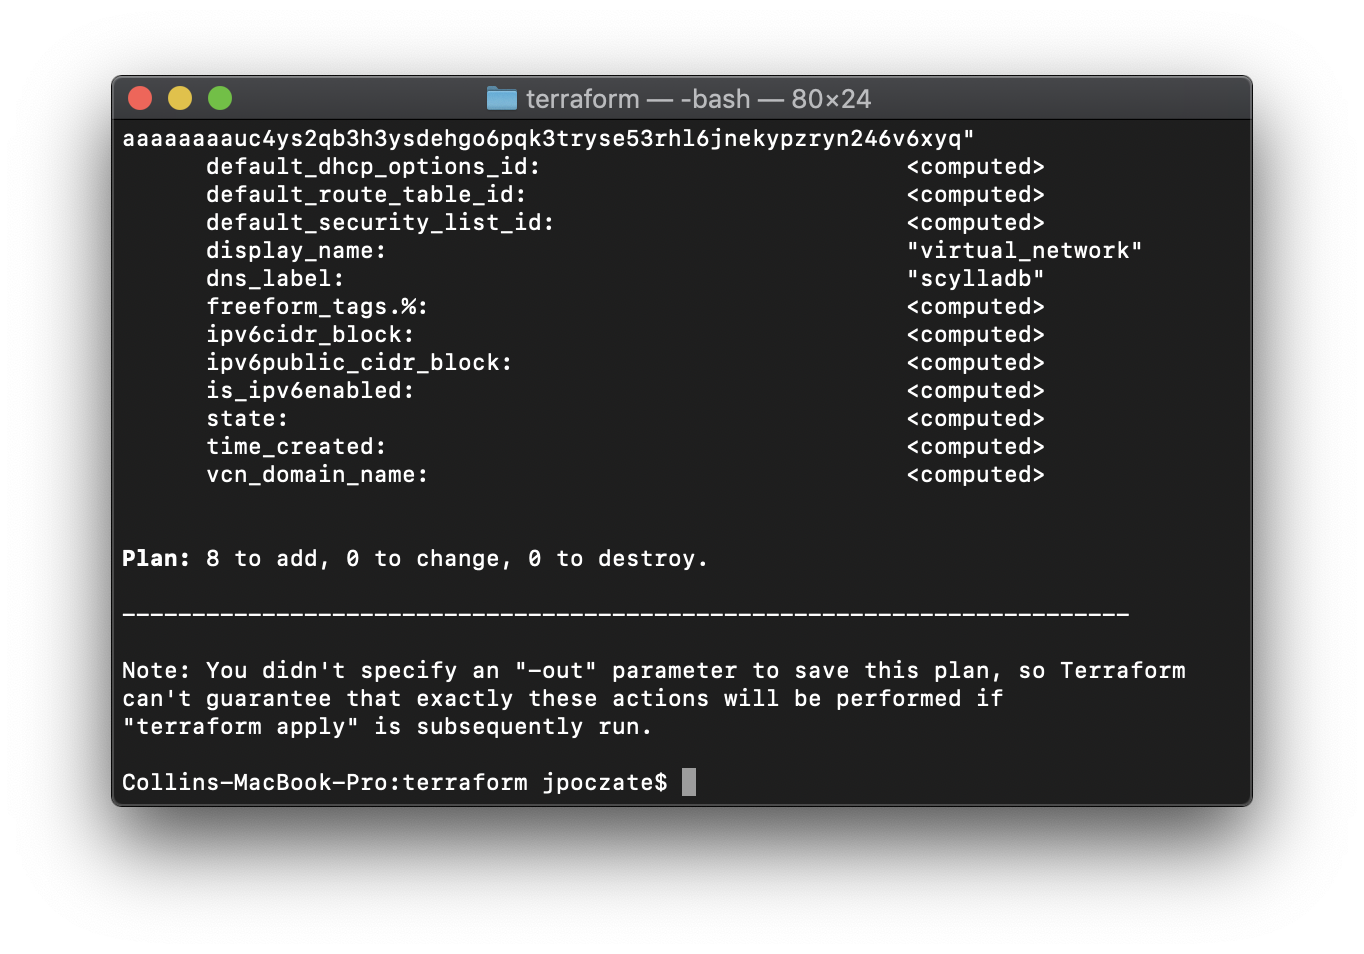 terraform — -bash — 80×24
aaaaaaaauc4ys2qb3h3ysdehgo6pqk3tryse53rhl6jnekypzryn246v6xyq"
default_dhcp_options_id: <computed>
default_route_table_id: <computed>
default_security_list_id: <computed>
display_name: "virtual_network"
dns_label: "scylladb"
freeform_tags.%: <computed>
ipv6cidr_block: <computed>
ipv6public_cidr_block: <computed>
is_ipv6enabled: <computed>
state: <computed>
time_created: <computed>
vcn_domain_name: <computed>
Plan: 8 to add, 0 to change, 0 to destroy.
------------------------------------------------------------------------
Note: You didn't specify an "-out" parameter to save this plan, so Terraform
can't guarantee that exactly these actions will be performed if
"terraform apply" is subsequently run.
Collins-MacBook-Pro:terraform jpoczate$